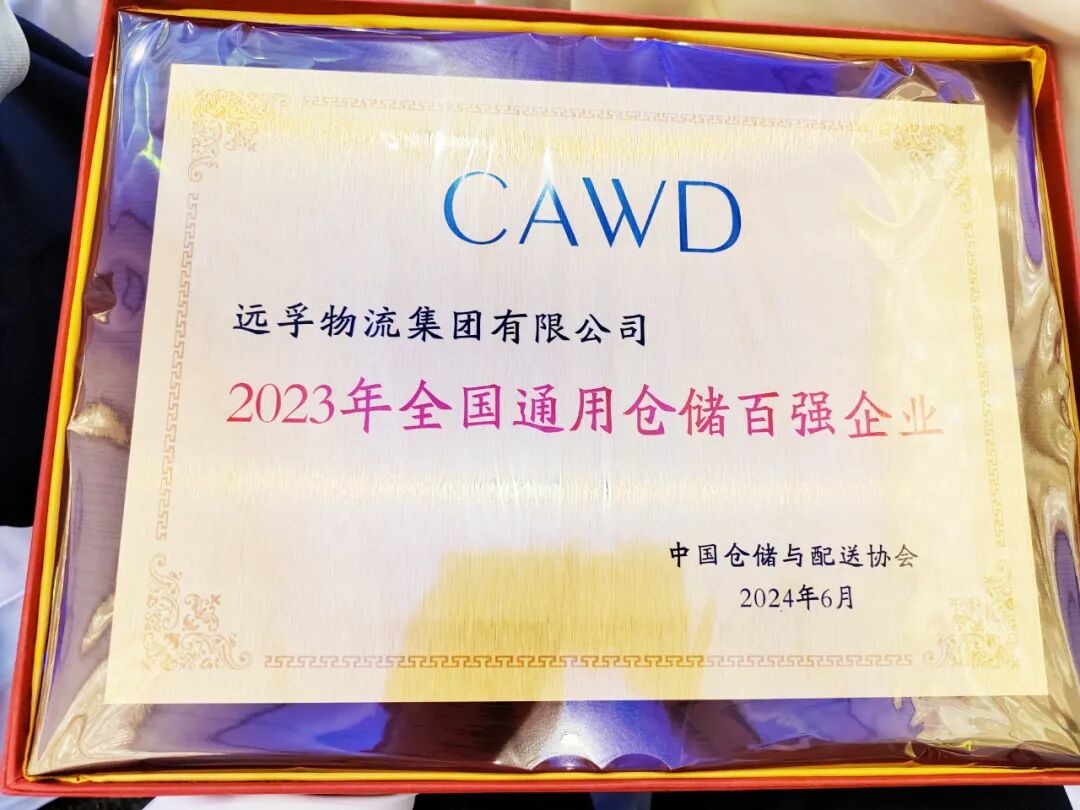 CAWD
远孚物流集团有限公司
2023年全国通用仓储百强企业
中国仓储与配送协会
2024年6月